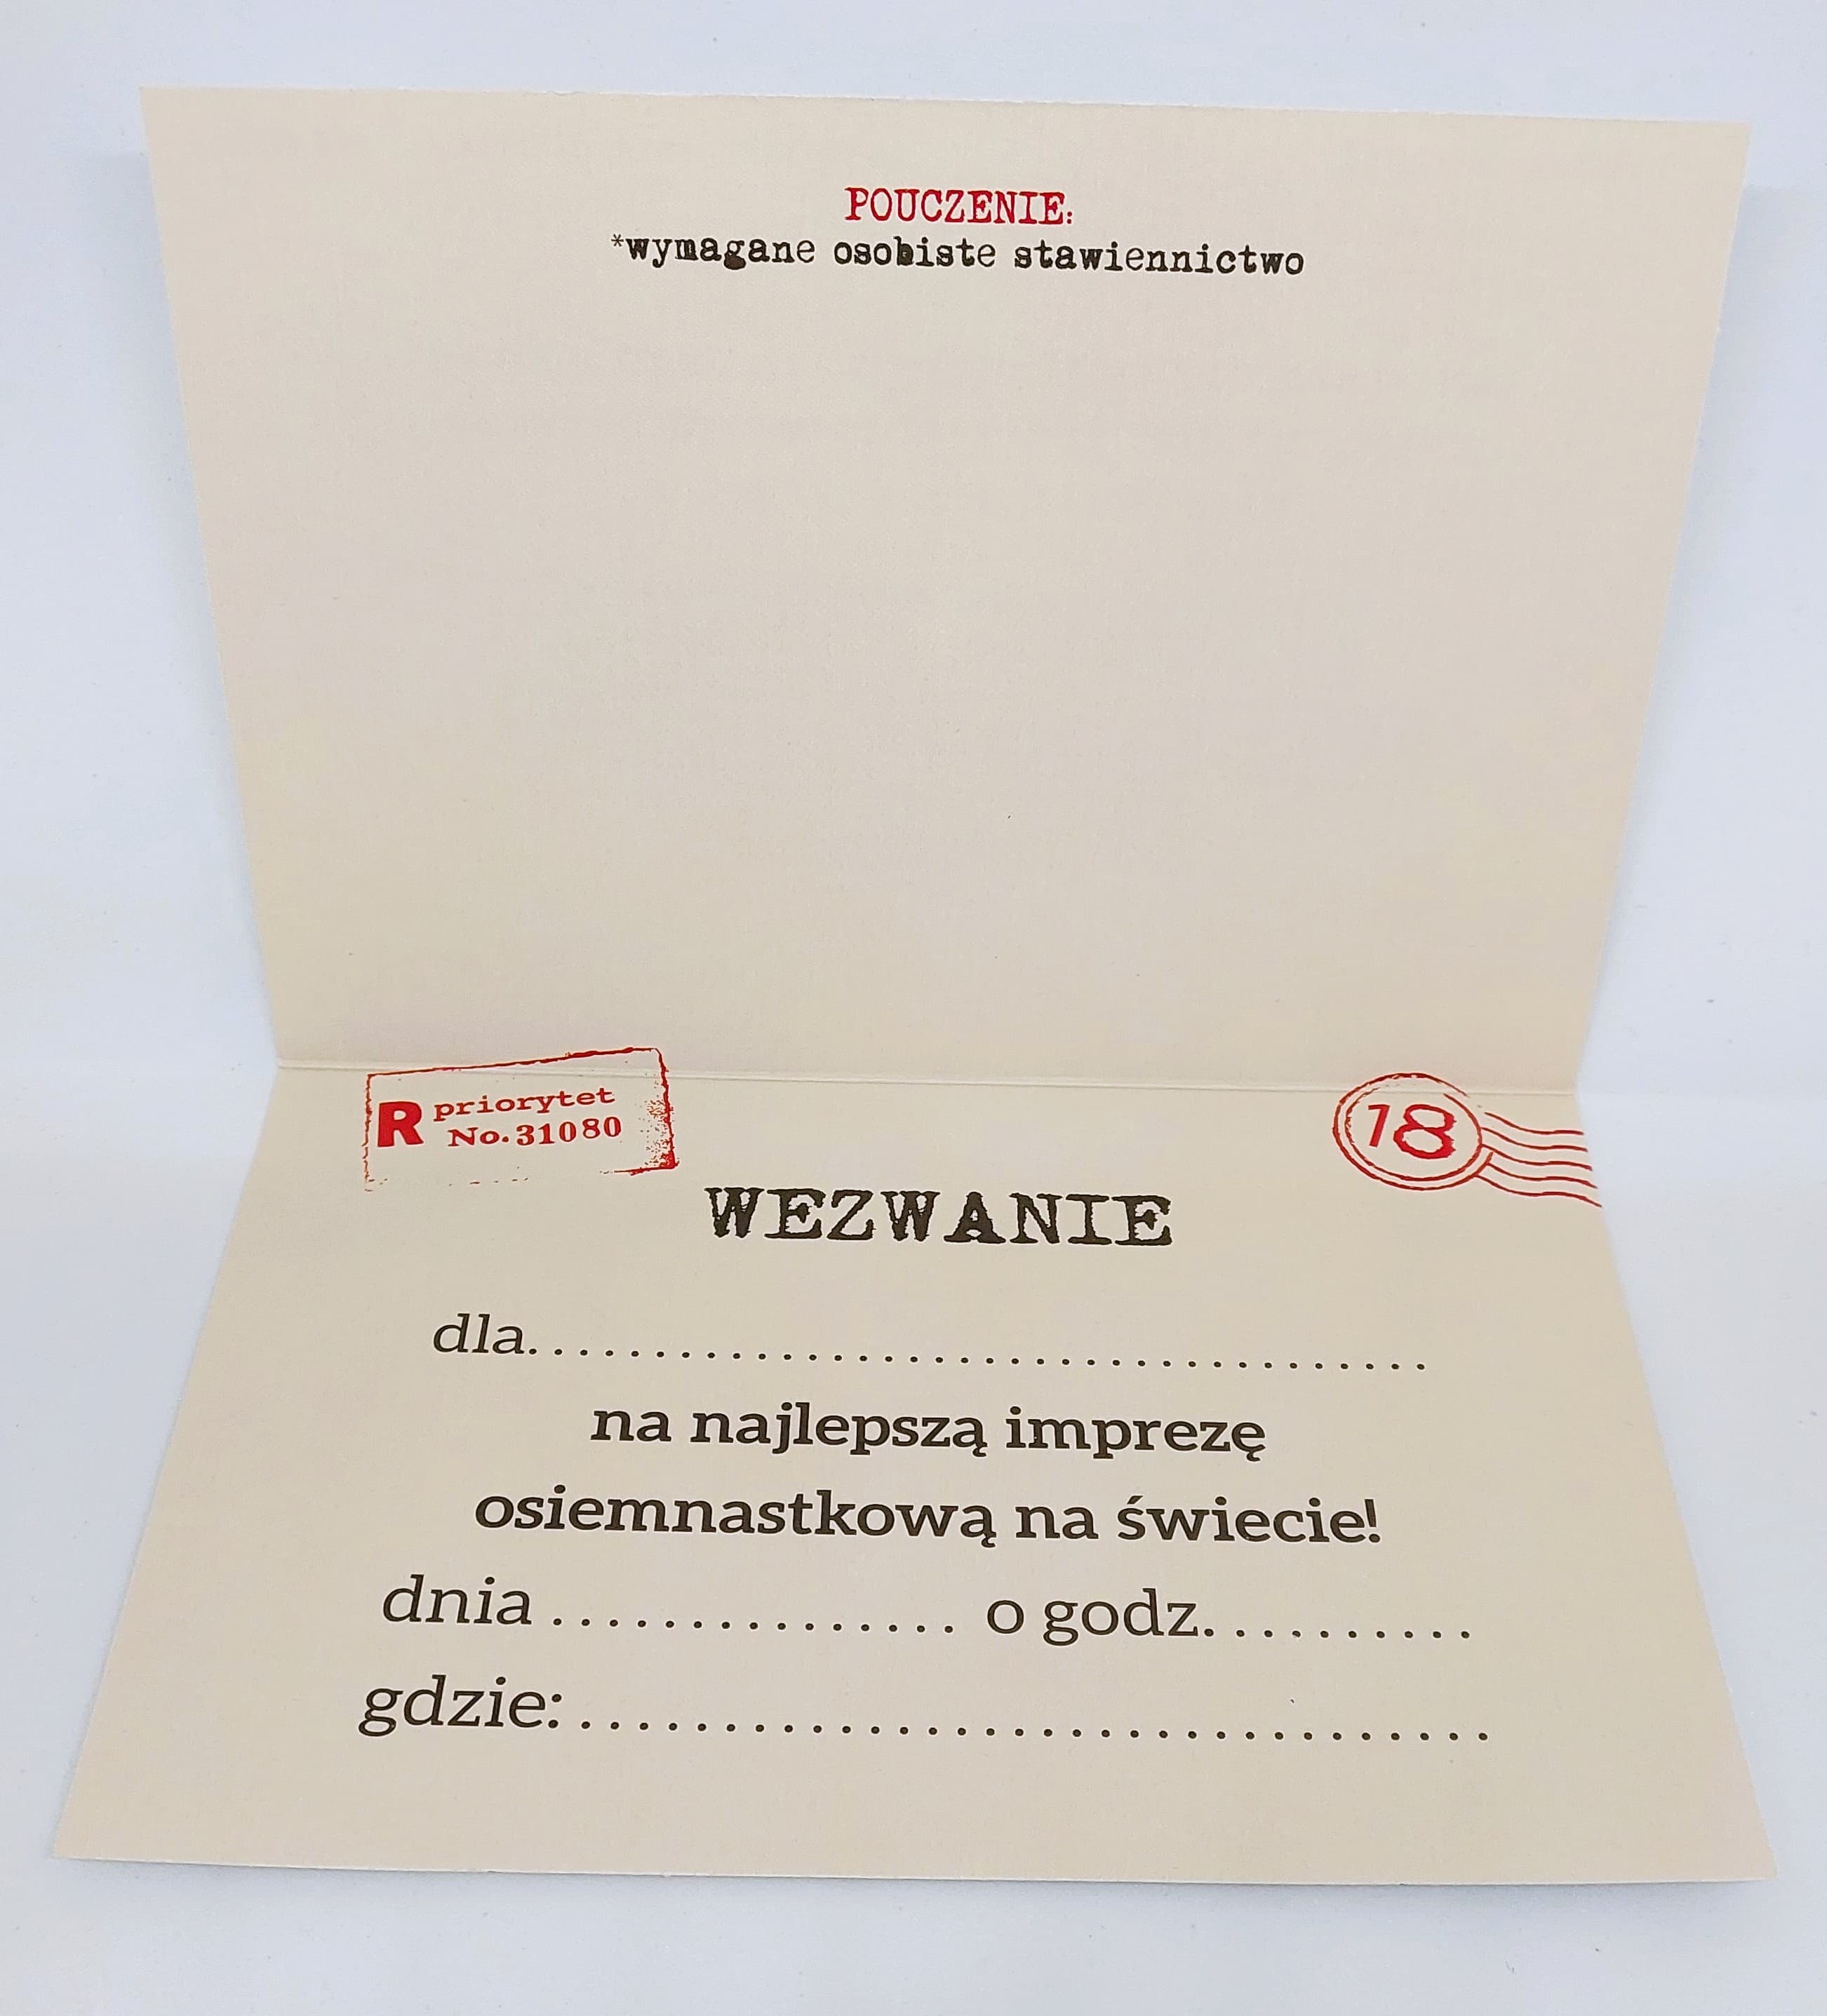 POUCZENIE:
*wymagane osobiste stawiennictwo
R priorytet
No.31080
18
WEZWANIE
dla....................................
na najlepszą imprezę
osiemnastkową na świecie!
dnia............... o godz..........
gdzie:................................